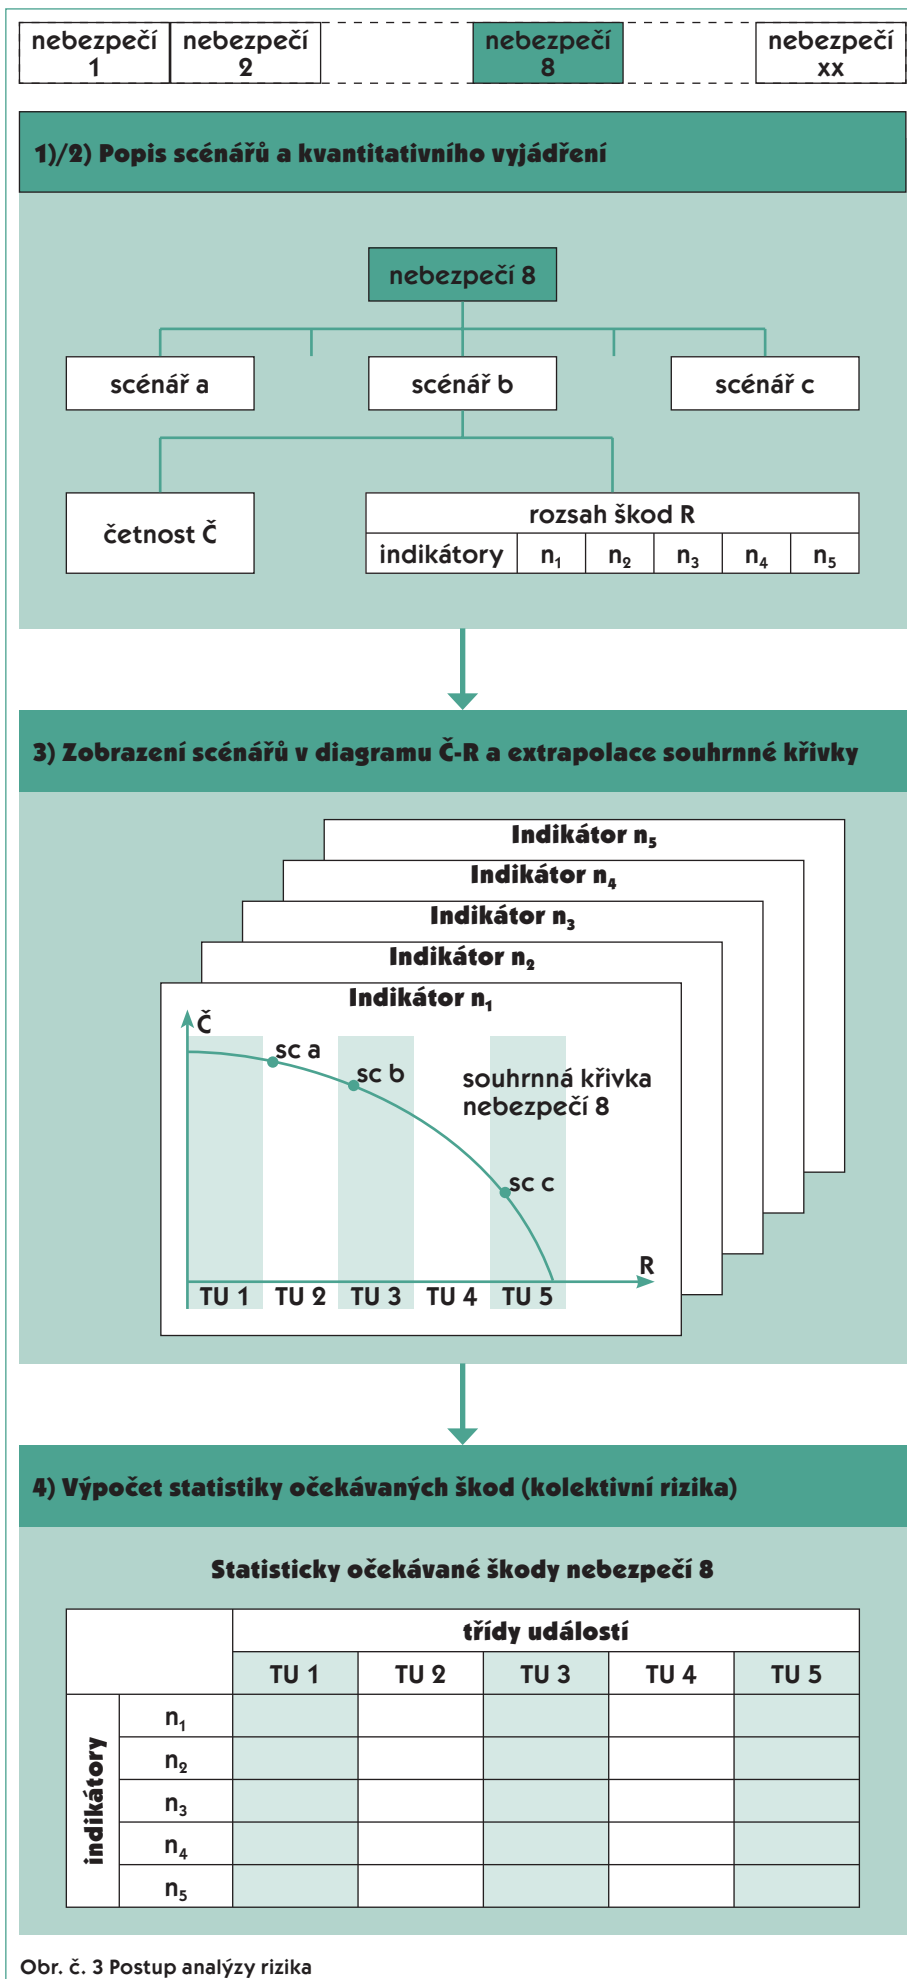 nebezpečí 1
nebezpečí 2
nebezpečí 8
nebezpečí xx
1)/2) Popis scénářů a kvantitativního vyjádření
nebezpečí 8
scénář a
scénář b
scénář c
četnost Č
rozsah škod R
indikátory n₁ n₂ n₃ n₄ n₅
3) Zobrazení scénářů v diagramu Č-R a extrapolace souhrnné křivky
Indikátor n₅
Indikátor n₄
Indikátor n₃
Indikátor n₂
Indikátor n₁
Č
sc a
sc b
souhrnná křivka
nebezpečí 8
sc c
R
TU 1 TU 2 TU 3 TU 4 TU 5
4) Výpočet statistiky očekávaných škod (kolektivní rizika)
Statisticky očekávané škody nebezpečí 8
třídy událostí
TU 1 TU 2 TU 3 TU 4 TU 5
indikátory
n₁
n₂
n₃
n₄
n₅
Obr. č. 3 Postup analýzy rizika